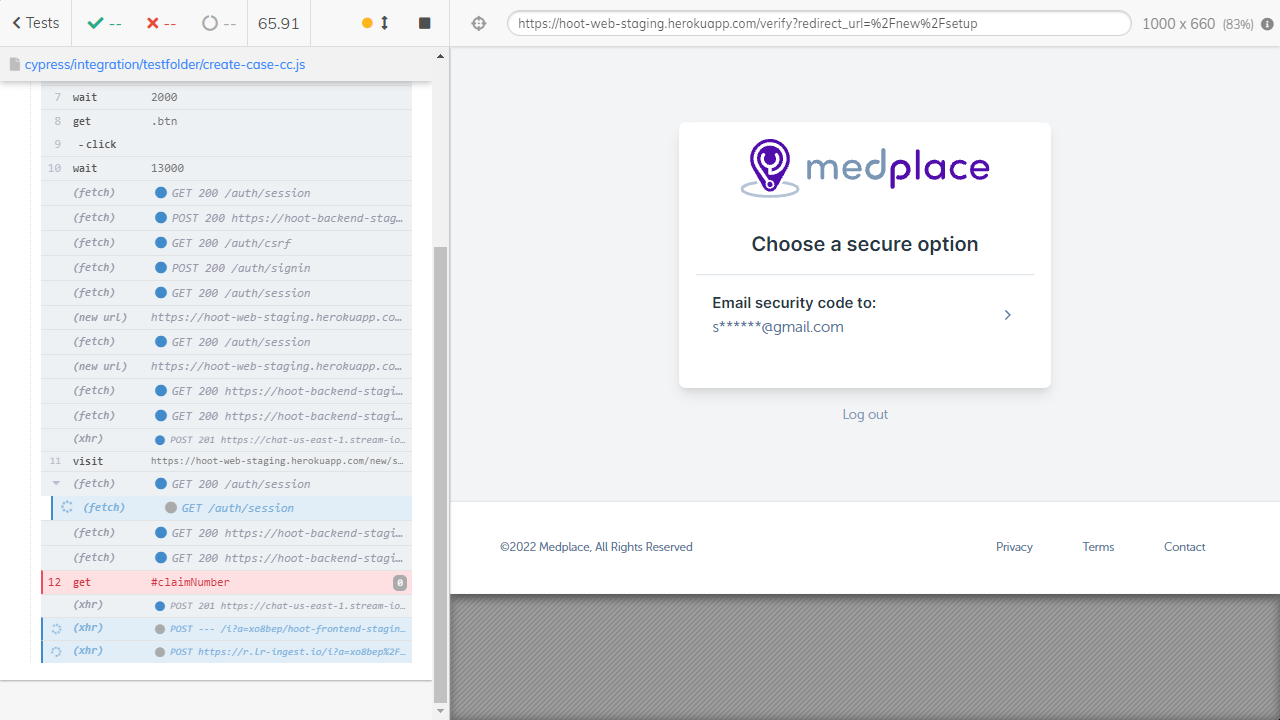 Tests
--
--
--
65.91
https://hoot-web-staging.herokuapp.com/verify?redirect_url=%2Fnew%2Fsetup
1000 x 660 (83%)
cypress/integration/testfolder/create-case-cc.js
7 wait 2000
8 get .btn
9 -click
10 wait 13000
(fetch) GET 200 /auth/session
(fetch) POST 200 https://hoot-backend-stag...
(fetch) GET 200 /auth/csrf
(fetch) POST 200 /auth/signin
(fetch) GET 200 /auth/session
(new url) https://hoot-web-staging.herokuapp.co...
(fetch) GET 200 /auth/session
(new url) https://hoot-web-staging.herokuapp.co...
(fetch) GET 200 https://hoot-backend-stagi...
(fetch) GET 200 https://hoot-backend-stagi...
(xhr) POST 201 https://chat-us-east-1.stream-io...
11 visit https://hoot-web-staging.herokuapp.com/new/s...
(fetch) GET 200 /auth/session
(fetch) GET /auth/session
(fetch) GET 200 https://hoot-backend-stagi...
(fetch) GET 200 https://hoot-backend-stagi...
12 get #claimNumber 0
(xhr) POST 201 https://chat-us-east-1.stream-io...
(xhr) POST --- /i?a=xo8bep/hoot-frontend-stagin...
(xhr) POST https://r.lr-ingest.io/i?a=xo8bep%2F...
medplace
Choose a secure option
Email security code to:
s******@gmail.com
Log out
©2022 Medplace, All Rights Reserved
Privacy
Terms
Contact